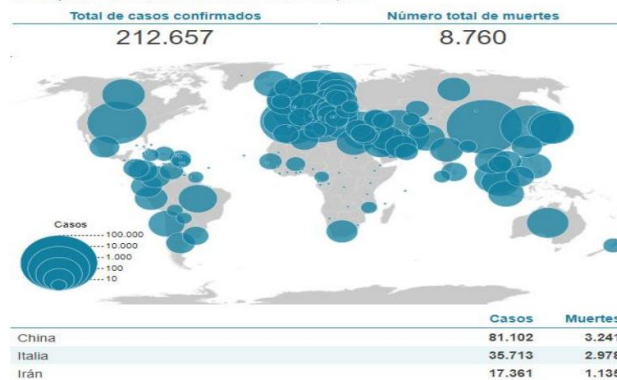 Total de casos confirmados Número total de muertes
212.657 8.760
Casos
100.000
10.000
1.000
100
10
Casos Muertes
China 81.102 3.241
Italia 35.713 2.978
Irán 17.361 1.135